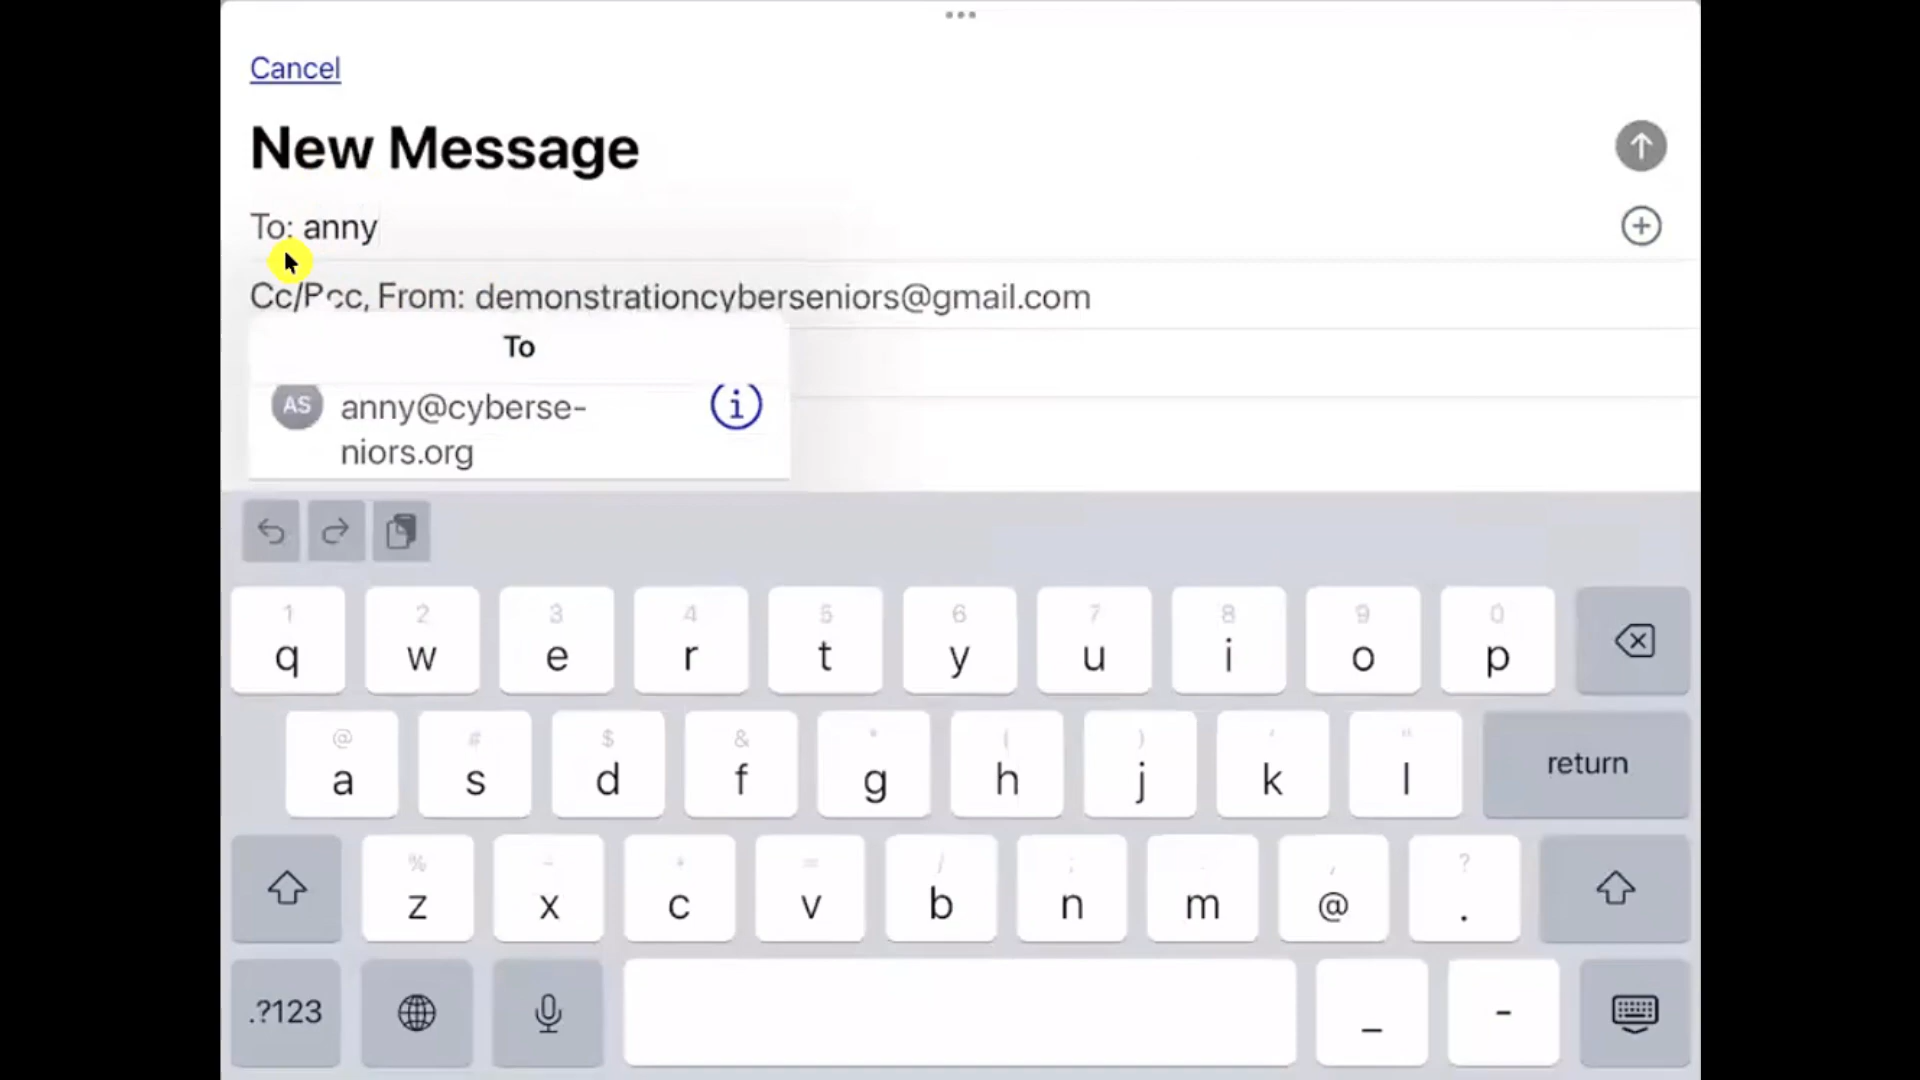 Cancel
New Message
To: anny
Cc/Bcc, From: demonstrationcyberseniors@gmail.com
To
AS anny@cyberse-
niors.org
1 2 3 4 5 6 7 8 9 0
q w e r t y u i o p
@ # $ & * ( ) ' "
a s d f g h j k l return
% - + = / ; , ?
z x c v b n m @ .
.?123 _ -